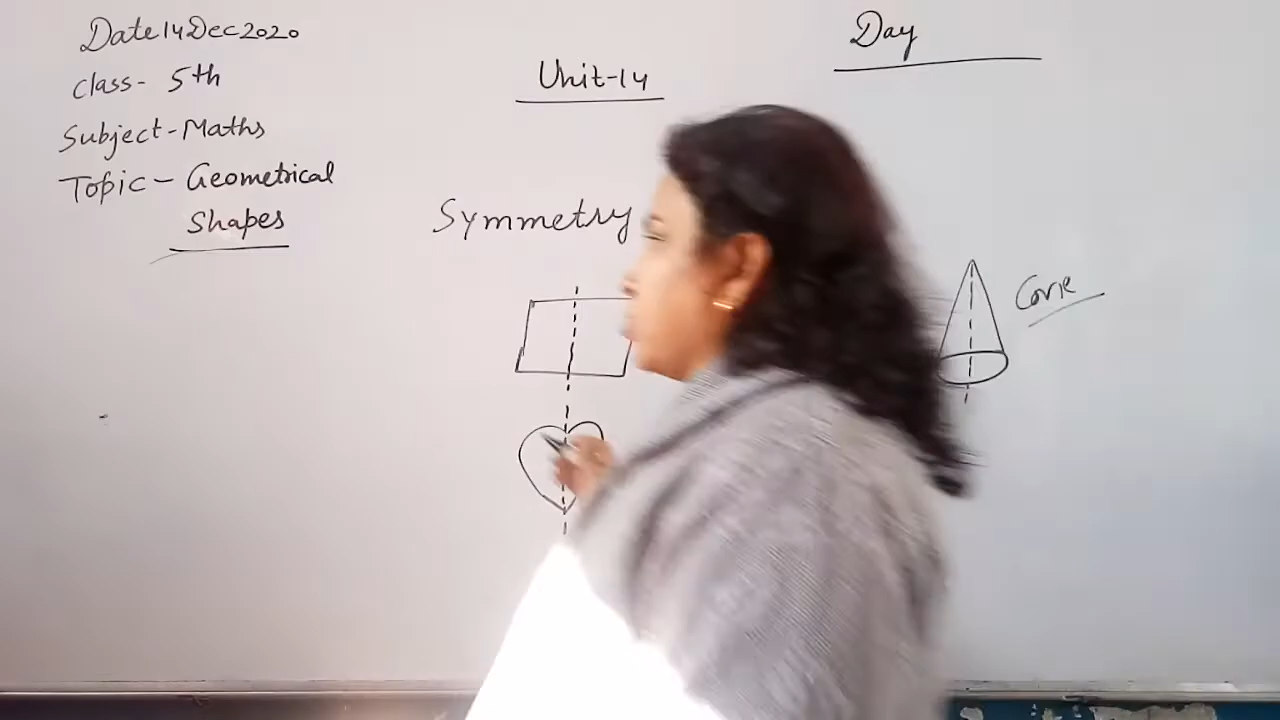 Date 14 Dec 2020
Class- 5th
Subject-Maths
Topic- Geometrical
Shapes
Unit-14
Day
Symmetry
Cone